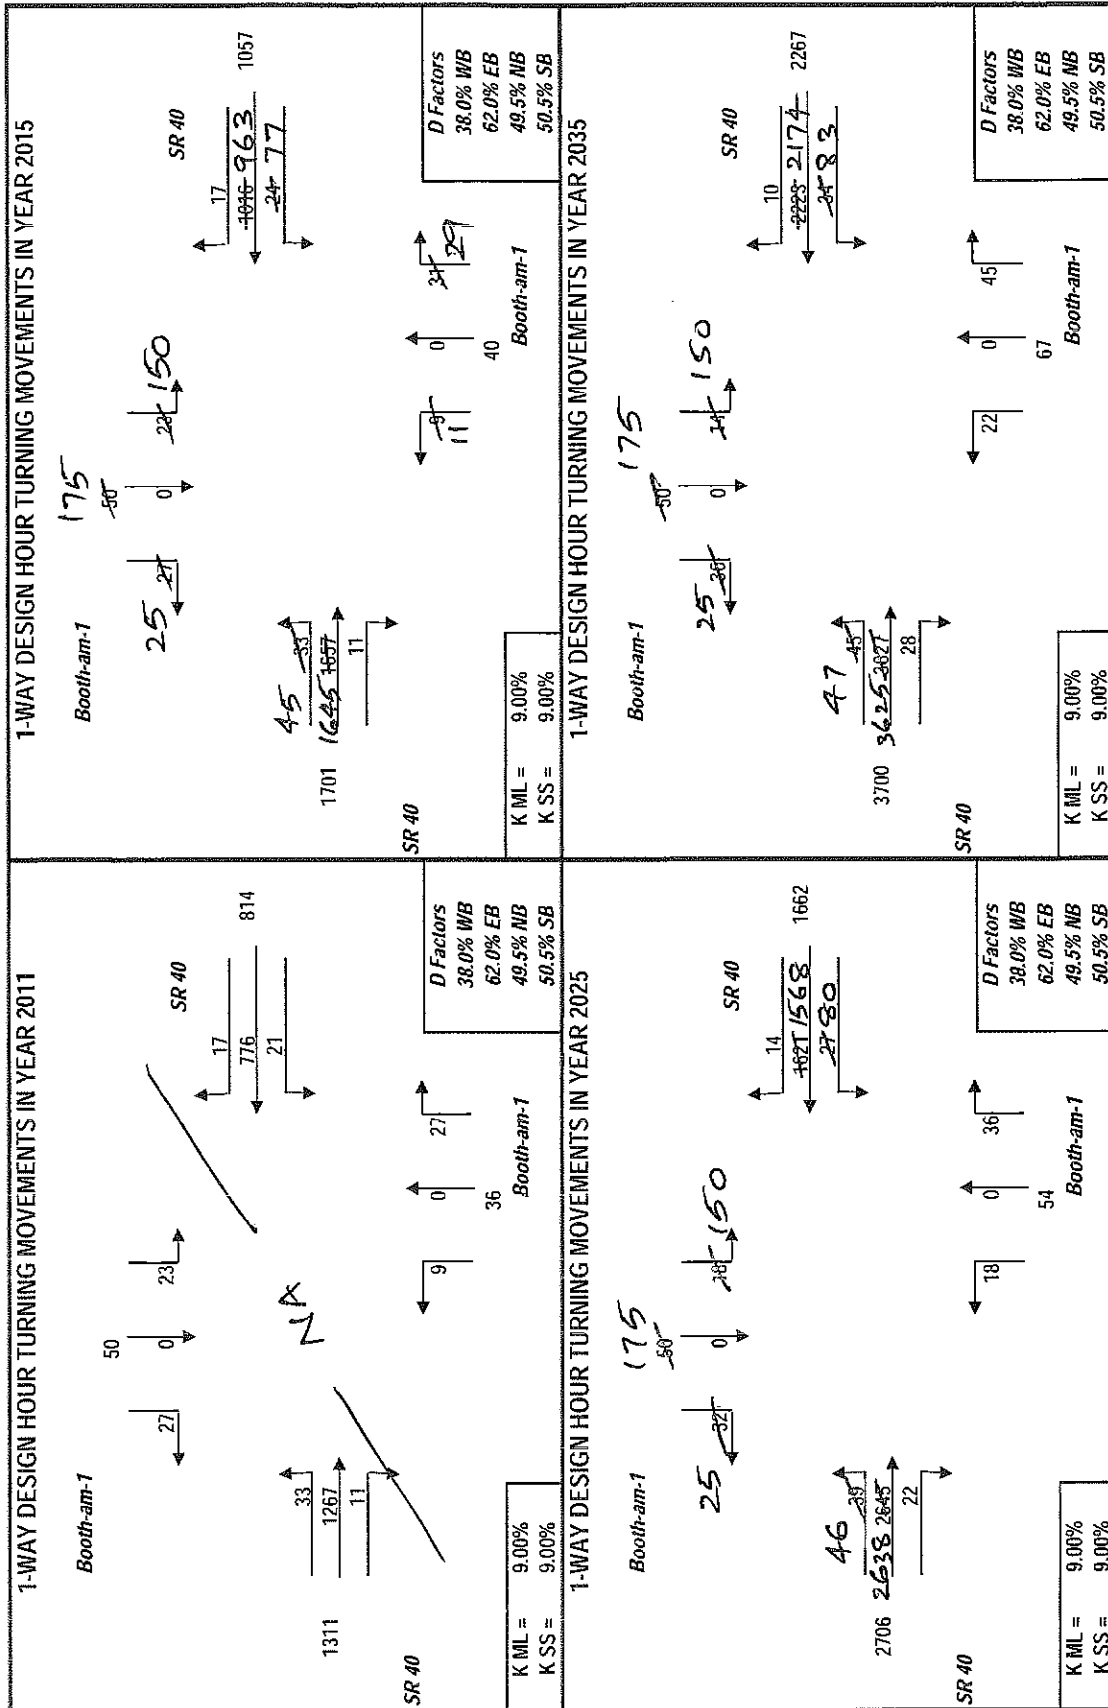 1-WAY DESIGN HOUR TURNING MOVEMENTS IN YEAR 2011
Booth-am-1
50
27
0
23
SR 40
17
776
21
814
NA
1311
33
1267
11
SR 40
9
0
27
36
Booth-am-1
K ML = 9.00%
K SS = 9.00%
D Factors
38.0% WB
62.0% EB
49.5% NB
50.5% SB
1-WAY DESIGN HOUR TURNING MOVEMENTS IN YEAR 2015
Booth-am-1
175
50
25 27
0
23 150
SR 40
17
1016 963
24 77
1057
1701
45 33
1645 1657
11
SR 40
9
11
0
31 29
40
Booth-am-1
K ML = 9.00%
K SS = 9.00%
D Factors
38.0% WB
62.0% EB
49.5% NB
50.5% SB
1-WAY DESIGN HOUR TURNING MOVEMENTS IN YEAR 2025
Booth-am-1
175
50
25 32
0
18 150
SR 40
14
1621 1568
27 80
1662
2706
46 39
2638 2645
22
SR 40
18
0
36
54
Booth-am-1
K ML = 9.00%
K SS = 9.00%
D Factors
38.0% WB
62.0% EB
49.5% NB
50.5% SB
1-WAY DESIGN HOUR TURNING MOVEMENTS IN YEAR 2035
Booth-am-1
175
50
25 36
0
14 150
SR 40
10
2223 2174
34 83
2267
3700
47 45
3625 3627
28
SR 40
22
0
45
67
Booth-am-1
K ML = 9.00%
K SS = 9.00%
D Factors
38.0% WB
62.0% EB
49.5% NB
50.5% SB